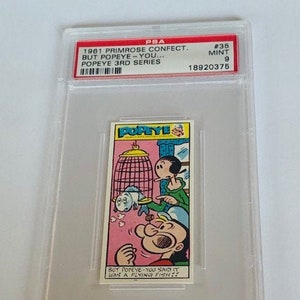 PSA
1961 PRIMROSE CONFECT. #35
BUT POPEYE - YOU... MINT
POPEYE 3RD SERIES 9
18920375
POPEYE
BUT POPEYE-YOU SAID IT
WAS A FLYING FISH!!